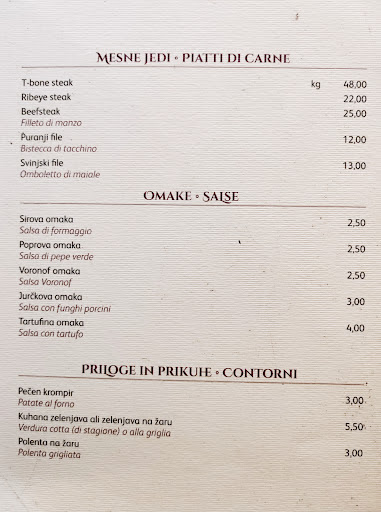 MESNE JEDI • PIATTI DI CARNE
T-bone steak kg 48,00
Ribeye steak 22,00
Beefsteak 25,00
Filleto di manzo
Puranji file 12,00
Bistecca di tacchino
Svinjski file 13,00
Omboletto di maiale
OMAKE • SALSE
Sirova omaka 2,50
Salsa di formaggio
Poprova omaka 2,50
Salsa di pepe verde
Voronof omaka 2,50
Salsa Voronof
Jurčkova omaka 3,00
Salsa con funghi porcini
Tartufina omaka 4,00
Salsa con tartufo
PRILOGE IN PRIKUHE • CONTORNI
Pečen krompir 3,00
Patate al forno
Kuhana zelenjava ali zelenjava na žaru 5,50
Verdura cotta (di stagione) o alla griglia
Polenta na žaru 3,00
Polenta grigliata